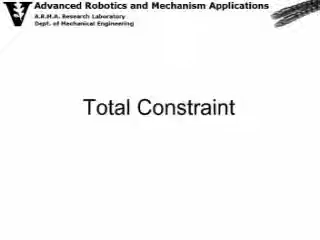 Advanced Robotics and Mechanism Applications
A.R.M.A. Research Laboratory
Dept. of Mechanical Engineering
Total Constraint